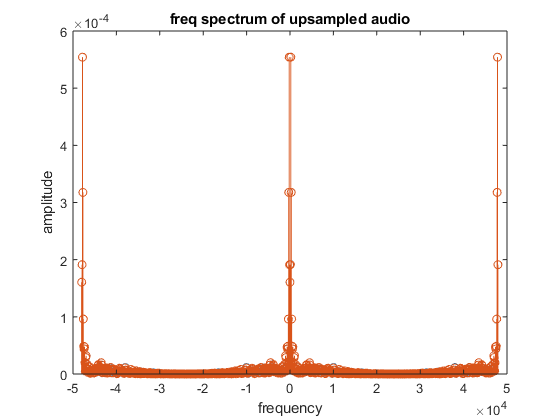 freq spectrum of upsampled audio
×10⁻⁴
6
5
4
3
2
1
0
amplitude
-5 -4 -3 -2 -1 0 1 2 3 4 5
frequency
×10⁴